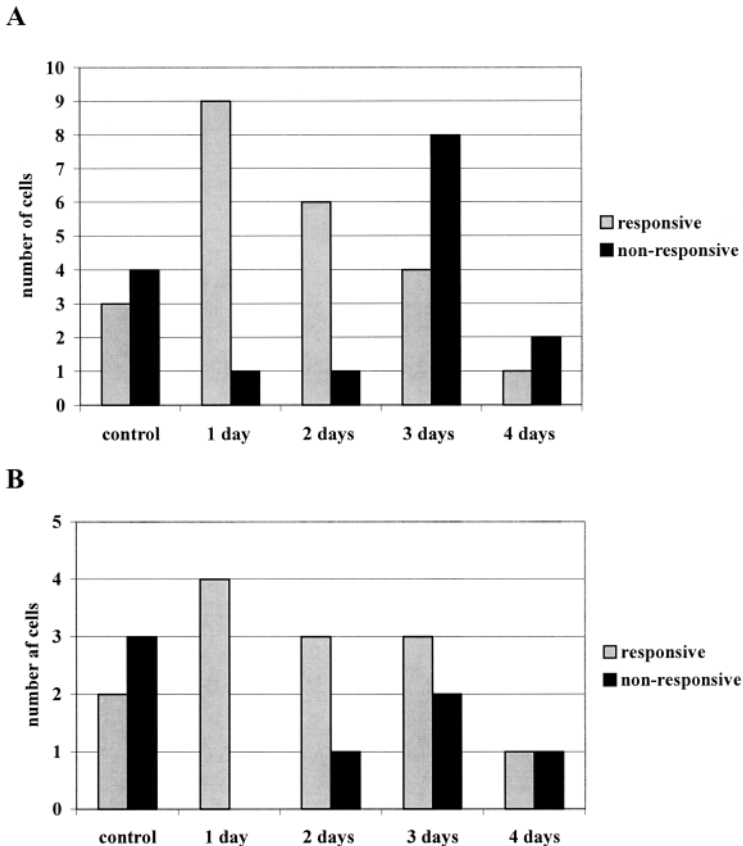 A
10
9
8
7
6
5
4
3
2
1
0
number of cells
control 1 day 2 days 3 days 4 days
responsive
non-responsive
B
5
4
3
2
1
0
number af cells
control 1 day 2 days 3 days 4 days
responsive
non-responsive